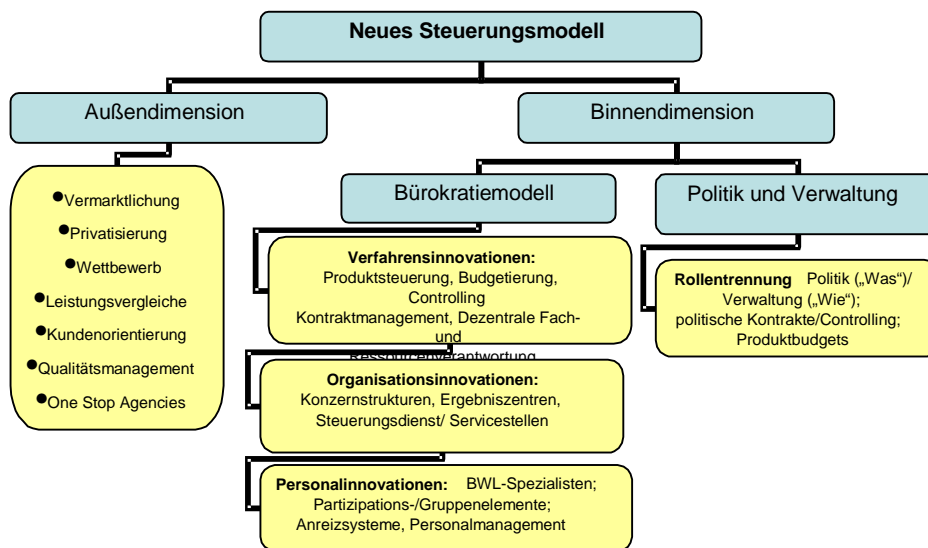 Neues Steuerungsmodell
Außendimension
Binnendimension
●Vermarktlichung
●Privatisierung
●Wettbewerb
●Leistungsvergleiche
●Kundenorientierung
●Qualitätsmanagement
●One Stop Agencies
Bürokratiemodell
Politik und Verwaltung
Verfahrensinnovationen:
Produktsteuerung, Budgetierung,
Controlling
Kontraktmanagement, Dezentrale Fach-
und
Ressourcenverantwortung
Organisationsinnovationen:
Konzernstrukturen, Ergebniszentren,
Steuerungsdienst/ Servicestellen
Personalinnovationen: BWL-Spezialisten;
Partizipations-/Gruppenelemente;
Anreizsysteme, Personalmanagement
Rollentrennung Politik („Was“)/
Verwaltung („Wie“);
politische Kontrakte/Controlling;
Produktbudgets